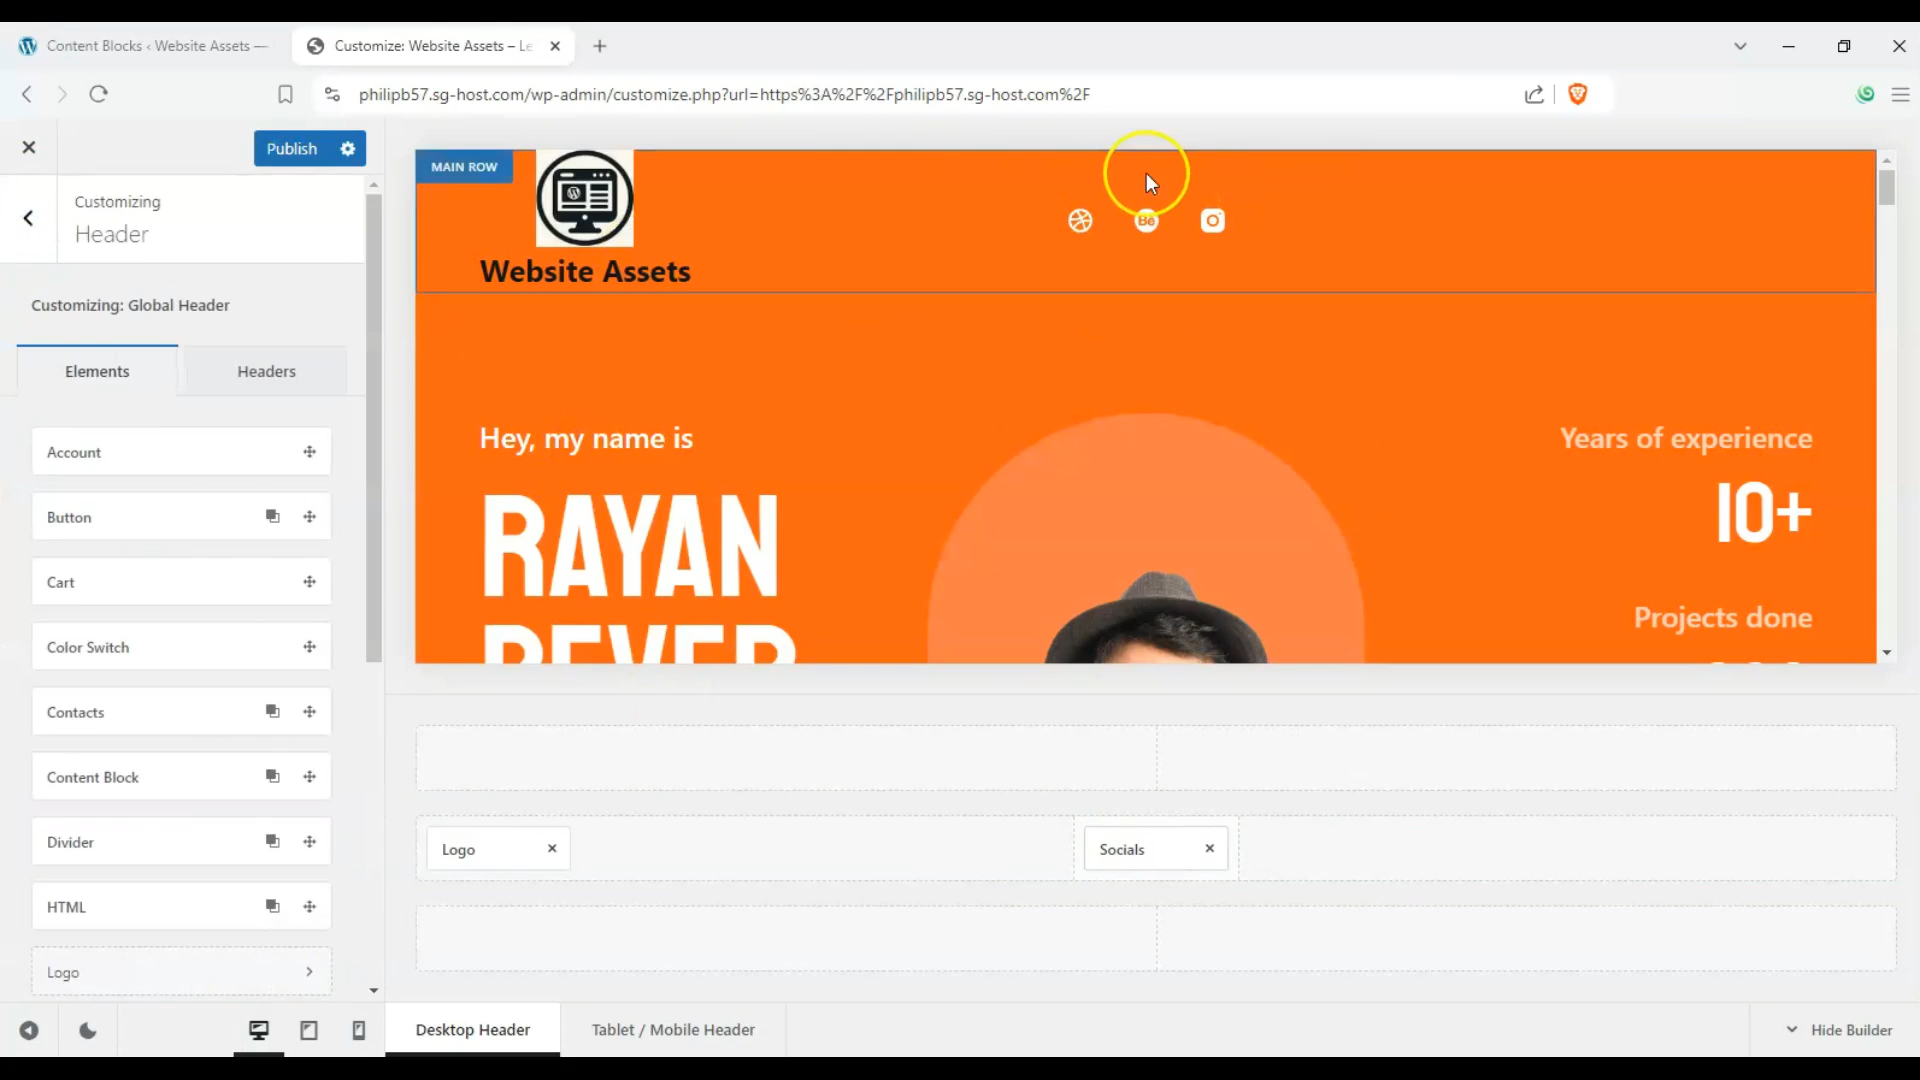 Content Blocks ‹ Website Assets —
Customize: Website Assets – Le
philipb57.sg-host.com/wp-admin/customize.php?url=https%3A%2F%2Fphilipb57.sg-host.com%2F
Publish
Customizing
Header
Customizing: Global Header
Elements
Headers
Account
Button
Cart
Color Switch
Contacts
Content Block
Divider
HTML
Logo
MAIN ROW
Be
Website Assets
Hey, my name is
RAYAN
Years of experience
10+
Projects done
Logo
Socials
Desktop Header
Tablet / Mobile Header
Hide Builder